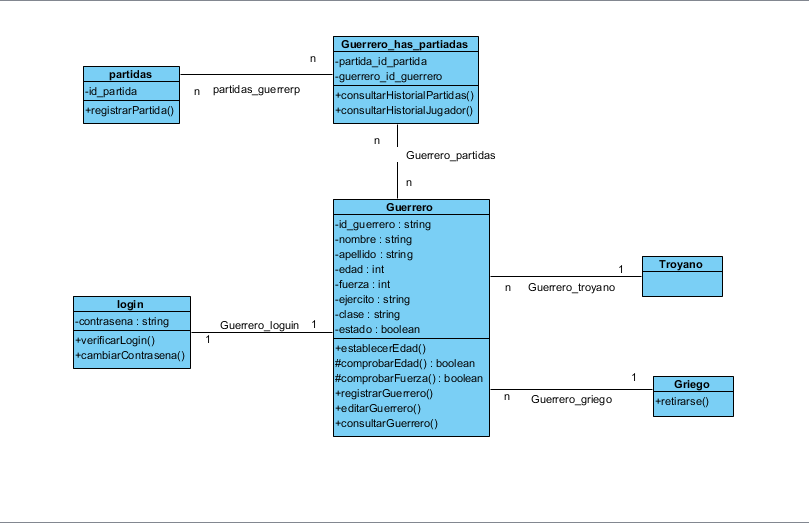 Guerrero_has_partiadas
-partida_id_partida
-guerrero_id_guerrero
+consultarHistorialPartidas()
+consultarHistorialJugador()
n
partidas
-id_partida
+registrarPartida()
n
partidas_guerrerp
n
Guerrero_partidas
n
Guerrero
-id_guerrero : string
-nombre : string
-apellido : string
-edad : int
-fuerza : int
-ejercito : string
-clase : string
-estado : boolean
+establecerEdad()
#comprobarEdad() : boolean
#comprobarFuerza() : boolean
+registrarGuerrero()
+editarGuerrero()
+consultarGuerrero()
Troyano
1
n
Guerrero_troyano
login
-contrasena : string
+verificarLogin()
+cambiarContrasena()
Guerrero_loguin
1
1
Griego
+retirarse()
1
n
Guerrero_griego